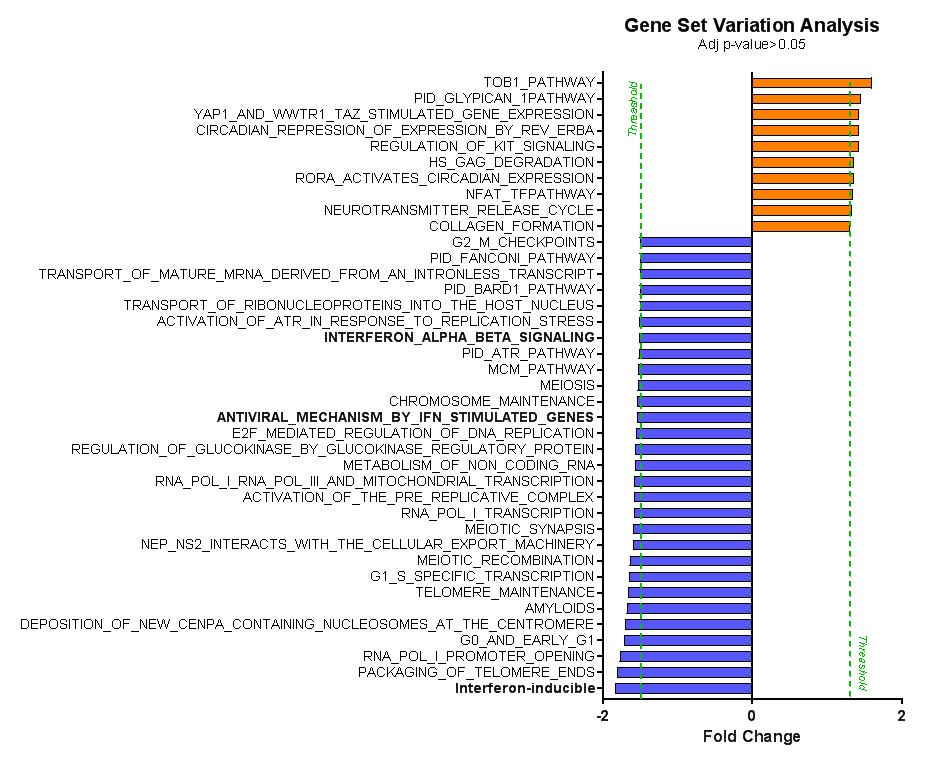 Gene Set Variation Analysis
Adj p-value>0.05
TOB1_PATHWAY
PID_GLYPICAN_1PATHWAY
YAP1_AND_WWTR1_TAZ_STIMULATED_GENE_EXPRESSION
CIRCADIAN_REPRESSION_OF_EXPRESSION_BY_REV_ERBA
REGULATION_OF_KIT_SIGNALING
HS_GAG_DEGRADATION
RORA_ACTIVATES_CIRCADIAN_EXPRESSION
NFAT_TFPATHWAY
NEUROTRANSMITTER_RELEASE_CYCLE
COLLAGEN_FORMATION
G2_M_CHECKPOINTS
PID_FANCONI_PATHWAY
TRANSPORT_OF_MATURE_MRNA_DERIVED_FROM_AN_INTRONLESS_TRANSCRIPT
PID_BARD1_PATHWAY
TRANSPORT_OF_RIBONUCLEOPROTEINS_INTO_THE_HOST_NUCLEUS
ACTIVATION_OF_ATR_IN_RESPONSE_TO_REPLICATION_STRESS
INTERFERON_ALPHA_BETA_SIGNALING
PID_ATR_PATHWAY
MCM_PATHWAY
MEIOSIS
CHROMOSOME_MAINTENANCE
ANTIVIRAL_MECHANISM_BY_IFN_STIMULATED_GENES
E2F_MEDIATED_REGULATION_OF_DNA_REPLICATION
REGULATION_OF_GLUCOKINASE_BY_GLUCOKINASE_REGULATORY_PROTEIN
METABOLISM_OF_NON_CODING_RNA
RNA_POL_I_RNA_POL_III_AND_MITOCHONDRIAL_TRANSCRIPTION
ACTIVATION_OF_THE_PRE_REPLICATIVE_COMPLEX
RNA_POL_I_TRANSCRIPTION
MEIOTIC_SYNAPSIS
NEP_NS2_INTERACTS_WITH_THE_CELLULAR_EXPORT_MACHINERY
MEIOTIC_RECOMBINATION
G1_S_SPECIFIC_TRANSCRIPTION
TELOMERE_MAINTENANCE
AMYLOIDS
DEPOSITION_OF_NEW_CENPA_CONTAINING_NUCLEOSOMES_AT_THE_CENTROMERE
G0_AND_EARLY_G1
RNA_POL_I_PROMOTER_OPENING
PACKAGING_OF_TELOMERE_ENDS
Interferon-inducible
Threashold
Threashold
-2 0 2
Fold Change